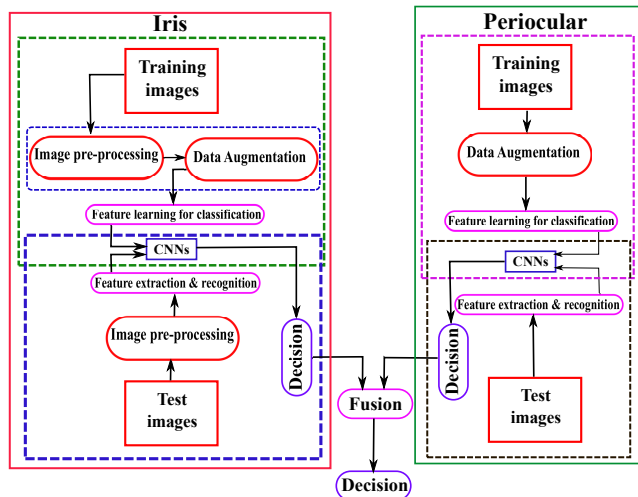 Iris
Training
images
Image pre-processing
Data Augmentation
Feature learning for classification
CNNs
Feature extraction & recognition
Image pre-processing
Test
images
Decision
Periocular
Training
images
Data Augmentation
Feature learning for classification
CNNs
Feature extraction & recognition
Test
images
Decision
Fusion
Decision